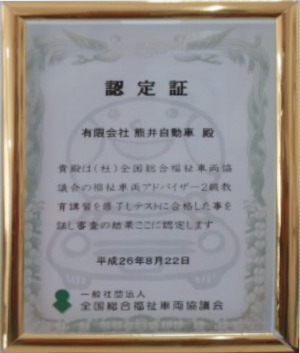 認定証
有限会社 熊井自動車 殿
貴殿は(社)全国総合福祉車両協
議会の福祉車両アドバイザー2級教
育講習を修了しテストに合格した事を
証し審査の結果ここに認定します
平成26年8月22日
一般社団法人
全国総合福祉車両協議会